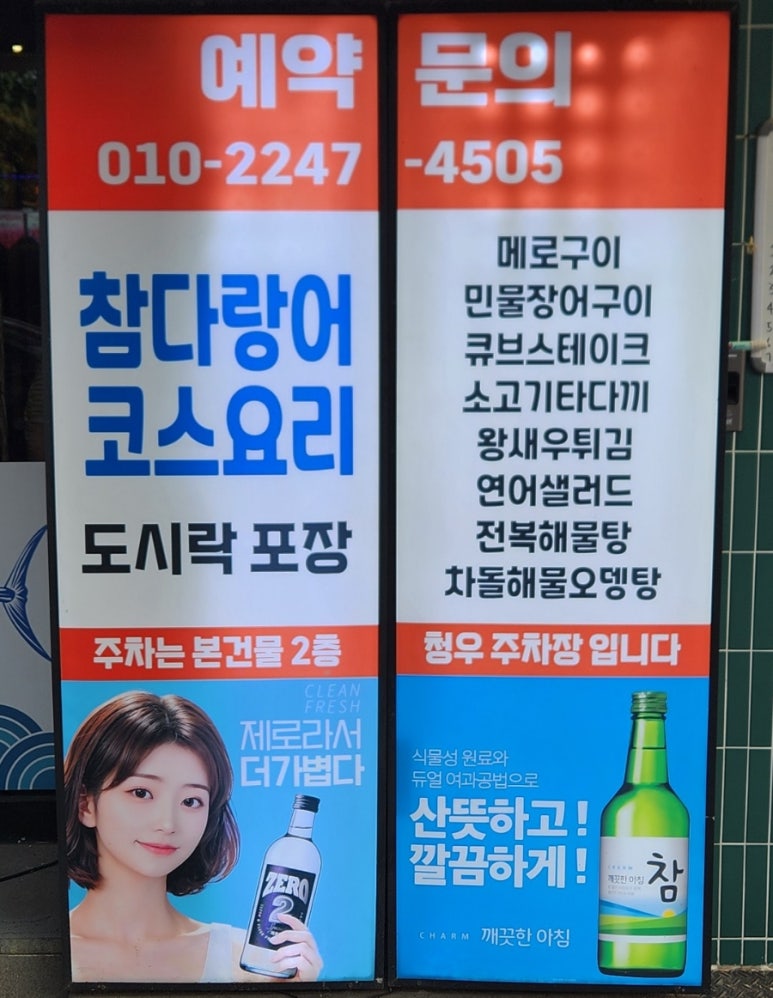 예약 문의
010-2247-4505
참다랑어
코스요리
도시락 포장
메로구이
민물장어구이
큐브스테이크
소고기타다끼
왕새우튀김
연어샐러드
전복해물탕
차돌해물오뎅탕
주차는 본건물 2층 청우 주차장 입니다
CLEAN
FRESH
제로라서
더가볍다
ZERO
2
식물성 원료와
듀얼 여과공법으로
산뜻하고!
깔끔하게!
CHARM 깨끗한 아침
CHARM
깨끗한 아침
참